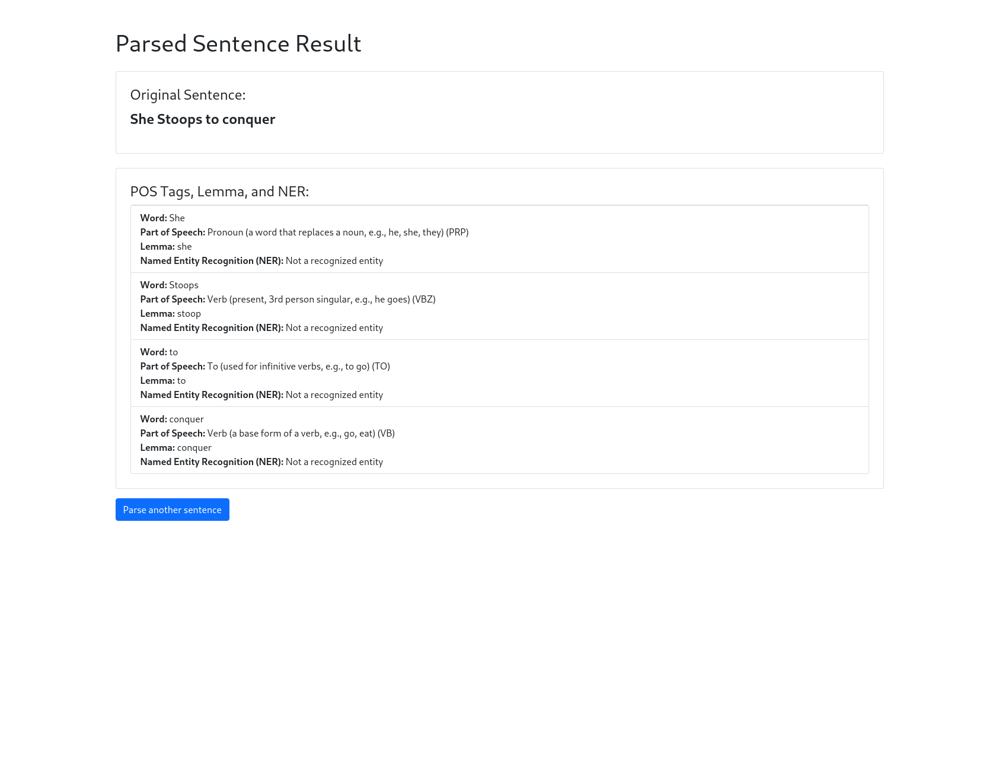 Parsed Sentence Result
Original Sentence:
She Stoops to conquer
POS Tags, Lemma, and NER:
Word: She
Part of Speech: Pronoun (a word that replaces a noun, e.g., he, she, they) (PRP)
Lemma: she
Named Entity Recognition (NER): Not a recognized entity
Word: Stoops
Part of Speech: Verb (present, 3rd person singular, e.g., he goes) (VBZ)
Lemma: stoop
Named Entity Recognition (NER): Not a recognized entity
Word: to
Part of Speech: To (used for infinitive verbs, e.g., to go) (TO)
Lemma: to
Named Entity Recognition (NER): Not a recognized entity
Word: conquer
Part of Speech: Verb (a base form of a verb, e.g., go, eat) (VB)
Lemma: conquer
Named Entity Recognition (NER): Not a recognized entity
Parse another sentence